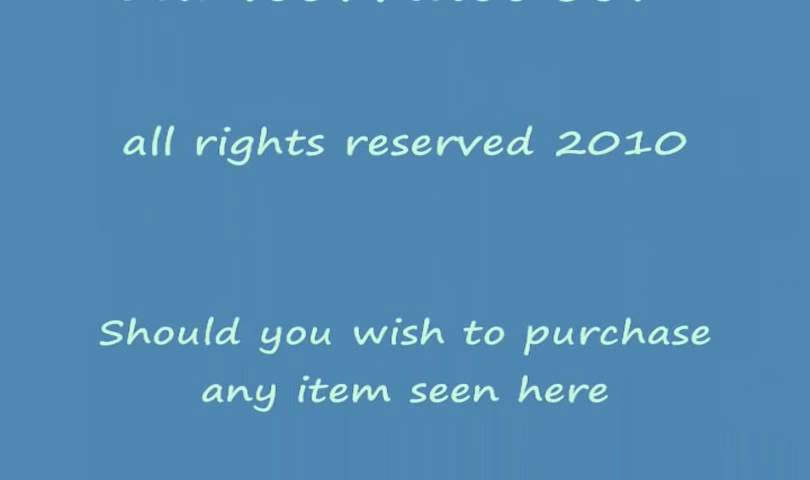 all rights reserved 2010
Should you wish to purchase
any item seen here